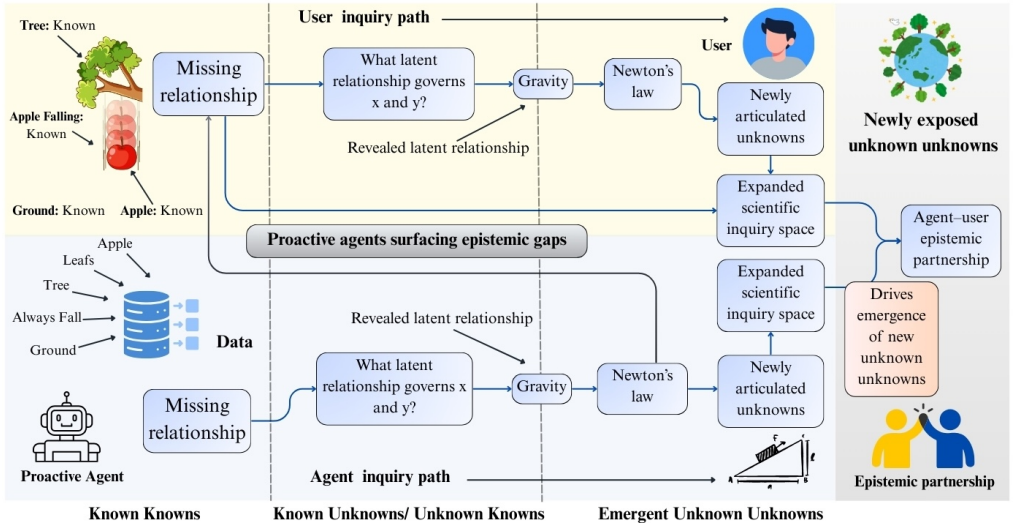 User inquiry path
Tree: Known
Apple Falling:
Known
Ground: Known
Apple: Known
Missing
relationship
What latent
relationship governs
x and y?
Gravity
Revealed latent relationship
Newton's
law
User
Newly
articulated
unknowns
Expanded
scientific
inquiry space
Newly exposed
unknown unknowns
Agent–user
epistemic
partnership
Proactive agents surfacing epistemic gaps
Apple
Leafs
Tree
Always Fall
Ground
Data
Proactive Agent
Missing
relationship
What latent
relationship governs x
and y?
Revealed latent relationship
Gravity
Newton's
law
Expanded
scientific
inquiry space
Newly
articulated
unknowns
Drives
emergence
of new
unknown
unknowns
Agent inquiry path
F
A
B
Epistemic partnership
Known Knowns
Known Unknowns/ Unknown Knowns
Emergent Unknown Unknowns